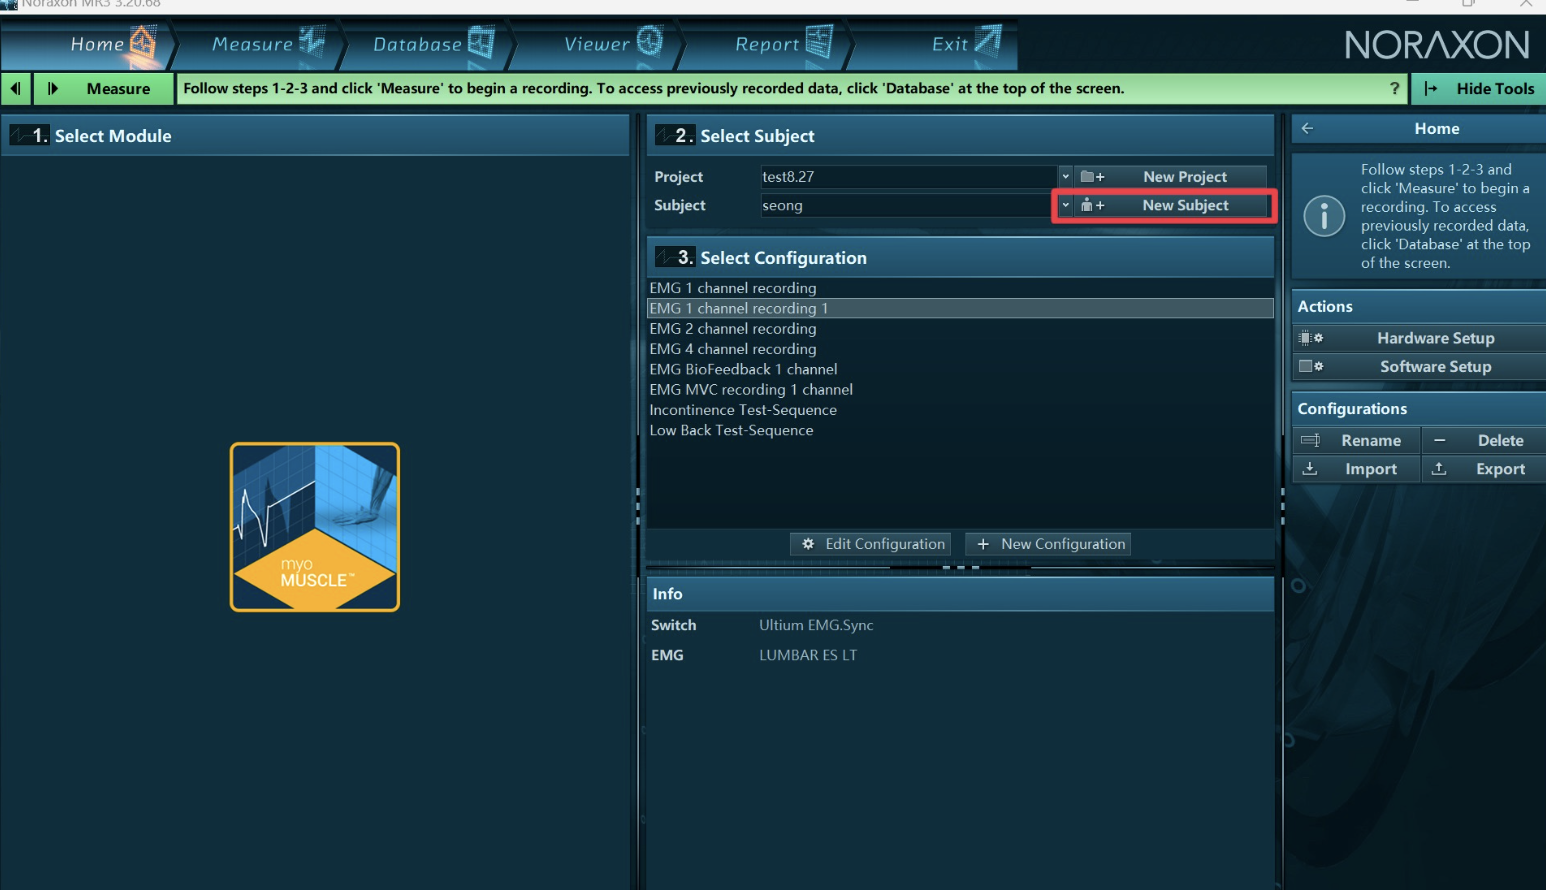 Noraxon MR3 3.20.68
Home
Measure
Database
Viewer
Report
Exit
NORAXON
Measure
Follow steps 1-2-3 and click 'Measure' to begin a recording. To access previously recorded data, click 'Database' at the top of the screen.
?
Hide Tools
1. Select Module
myo
MUSCLE™
2. Select Subject
Project test8.27 New Project
Subject seong New Subject
3. Select Configuration
EMG 1 channel recording
EMG 1 channel recording 1
EMG 2 channel recording
EMG 4 channel recording
EMG BioFeedback 1 channel
EMG MVC recording 1 channel
Incontinence Test-Sequence
Low Back Test-Sequence
Edit Configuration
New Configuration
Info
Switch Ultium EMG.Sync
EMG LUMBAR ES LT
Home
Follow steps 1-2-3 and
click 'Measure' to begin a
recording. To access
previously recorded data,
click 'Database' at the top
of the screen.
Actions
Hardware Setup
Software Setup
Configurations
Rename
Delete
Import
Export